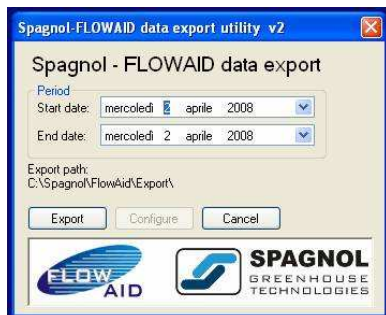 Spagnol-FLOWAID data export utility v2
Spagnol - FLOWAID data export
Period
Start date: mercoledì 2 aprile 2008
End date: mercoledì 2 aprile 2008
Export path:
C:\Spagnol\FlowAid\Export\
Export Configure Cancel
FLOW AID
SPAGNOL
GREENHOUSE
TECHNOLOGIES